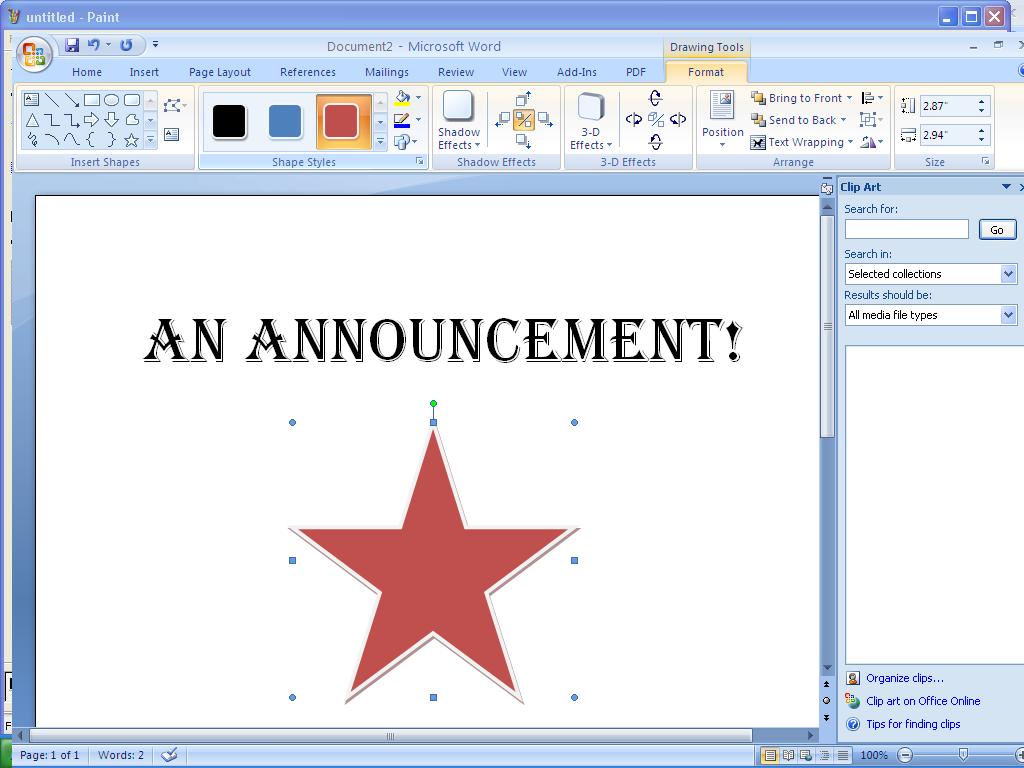 untitled - Paint
Document2 - Microsoft Word
Drawing Tools
Home Insert Page Layout References Mailings Review View Add-Ins PDF Format
Shadow Effects
3-D Effects
Position
Bring to Front
Send to Back
Text Wrapping
2.87"
2.94"
Insert Shapes Shape Styles Shadow Effects 3-D Effects Arrange Size
Clip Art
Search for:
Go
Search in:
Selected collections
Results should be:
All media file types
AN ANNOUNCEMENT!
Organize clips...
Clip art on Office Online
Tips for finding clips
Page: 1 of 1 Words: 2 100%